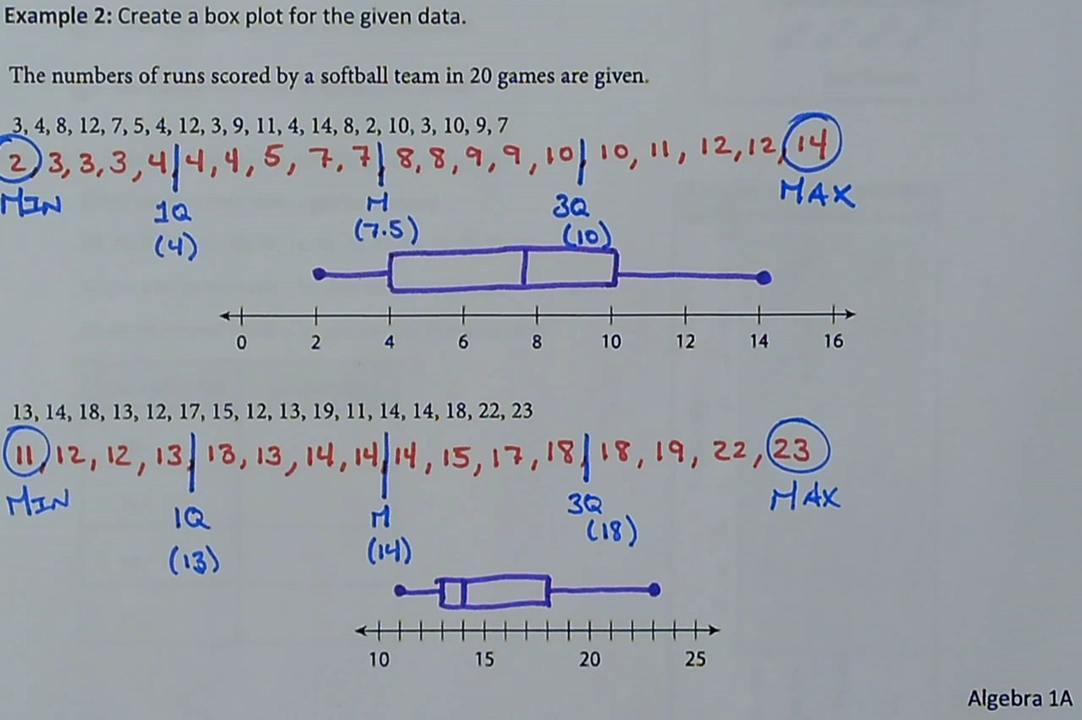 Example 2: Create a box plot for the given data.
The numbers of runs scored by a softball team in 20 games are given.
3, 4, 8, 12, 7, 5, 4, 12, 3, 9, 11, 4, 14, 8, 2, 10, 3, 10, 9, 7
2, 3, 3, 3, 4 | 4, 4, 5, 7, 7 | 8, 8, 9, 9, 10 | 10, 11, 12, 12, 14
MIN 1Q M 3Q MAX
(4) (7.5) (10)
0 2 4 6 8 10 12 14 16
13, 14, 18, 13, 12, 17, 15, 12, 13, 19, 11, 14, 14, 18, 22, 23
11, 12, 12, 13 | 13, 13, 14, 14 | 14, 15, 17, 18 | 18, 19, 22, 23
MIN 1Q M 3Q MAX
(13) (14) (18)
10 15 20 25
Algebra 1A